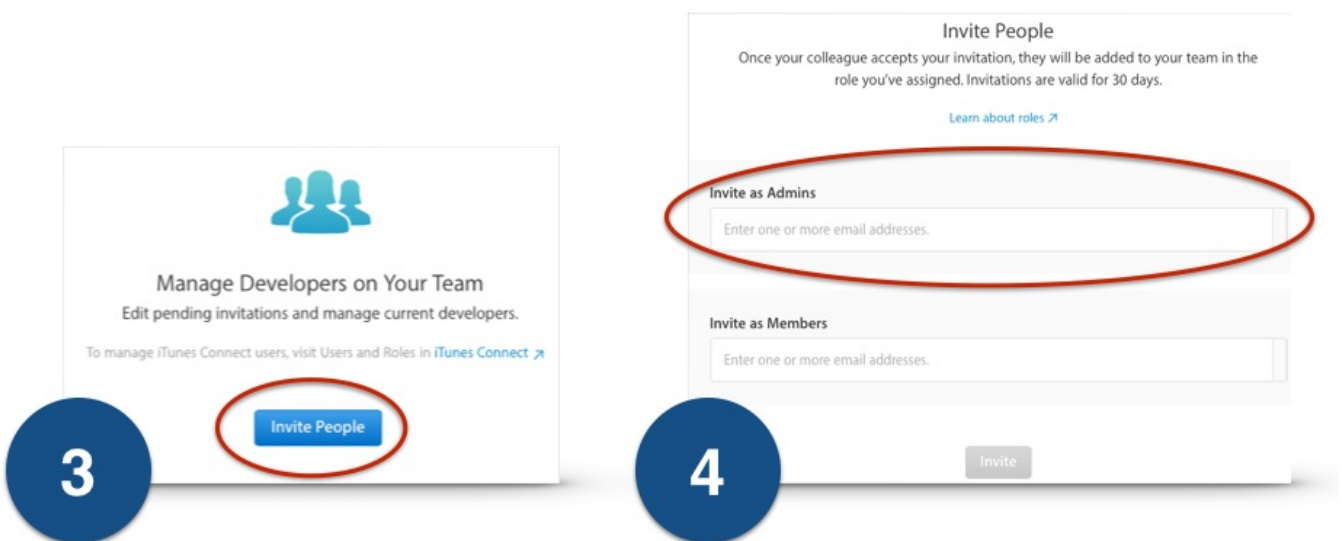 Manage Developers on Your Team
Edit pending invitations and manage current developers.
To manage iTunes Connect users, visit Users and Roles in iTunes Connect ↗
Invite People
3
Invite People
Once your colleague accepts your invitation, they will be added to your team in the
role you've assigned. Invitations are valid for 30 days.
Learn about roles ↗
Invite as Admins
Enter one or more email addresses.
Invite as Members
Enter one or more email addresses.
Invite
4